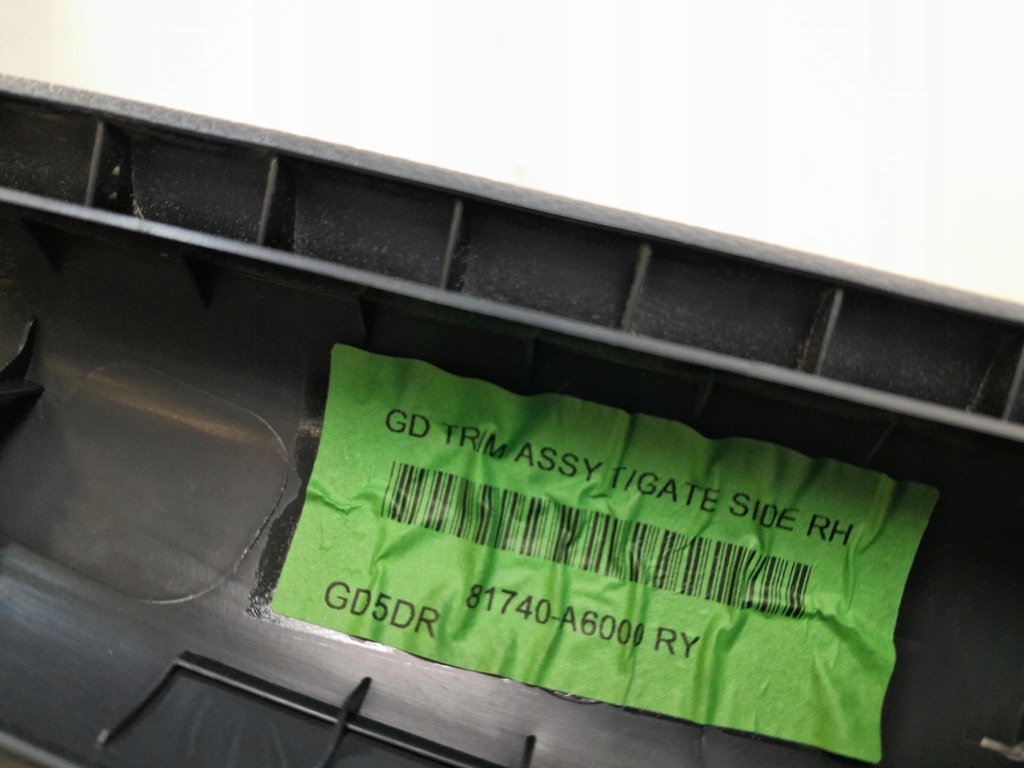 GD TRIM ASSY T/GATE SIDE RH
GD5DR 81740-A6000 RY